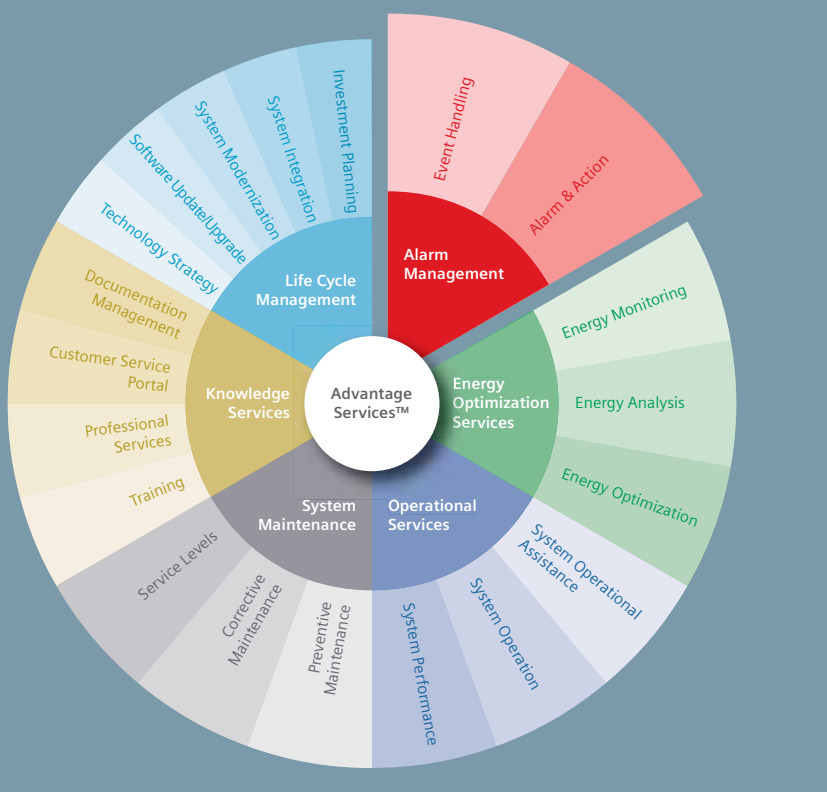 Advantage
Services™
Alarm
Management
Event Handling
Alarm & Action
Energy
Optimization
Services
Energy Monitoring
Energy Analysis
Energy Optimization
Operational
Services
System Operational
Assistance
System Operation
System Performance
System
Maintenance
Preventive
Maintenance
Corrective
Maintenance
Service Levels
Knowledge
Services
Training
Professional
Services
Customer Service
Portal
Documentation
Management
Life Cycle
Management
Technology Strategy
Software Update/Upgrade
System Modernization
System Integration
Investment Planning